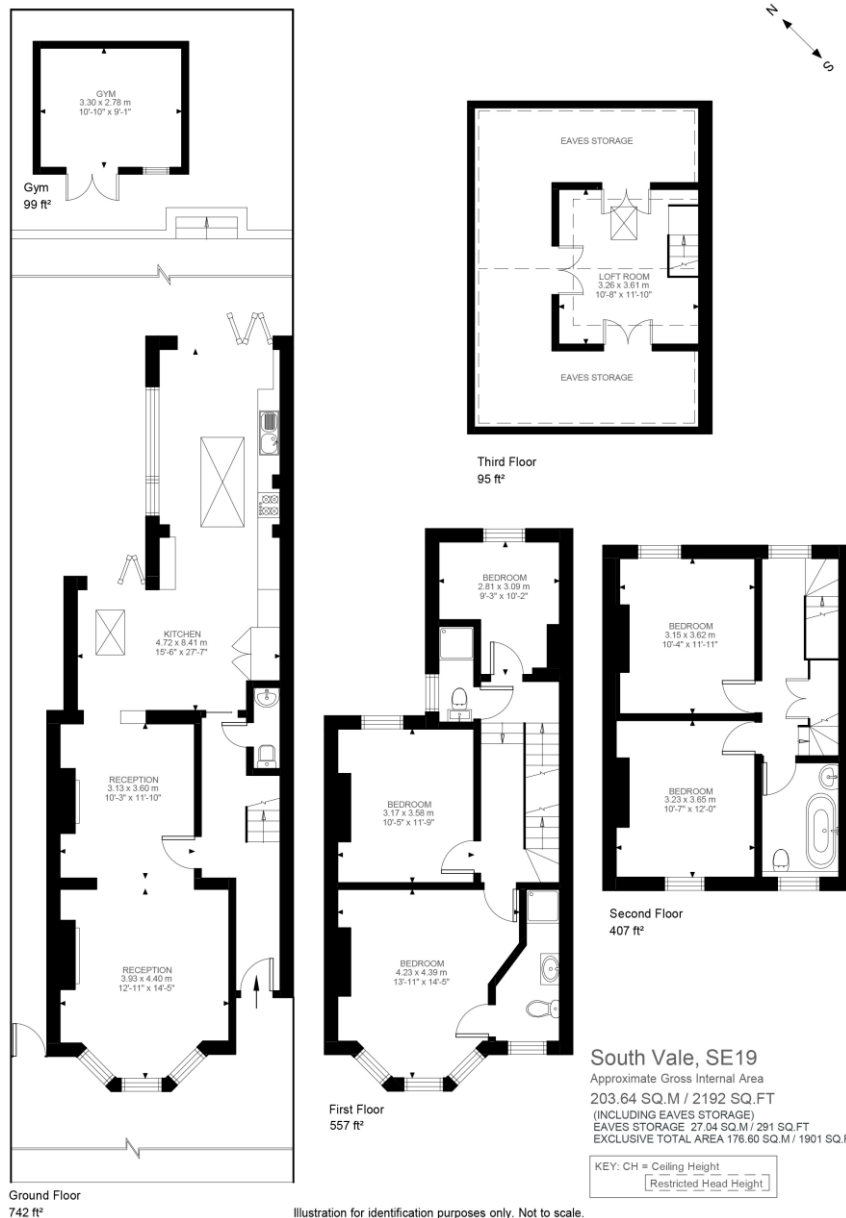 N
S
GYM
3.30 x 2.78 m
10'-10" x 9'-1"
Gym
99 ft²
EAVES STORAGE
LOFT ROOM
3.26 x 3.61 m
10'-8" x 11'-10"
EAVES STORAGE
Third Floor
95 ft²
KITCHEN
4.72 x 8.41 m
15'-6" x 27'-7"
RECEPTION
3.13 x 3.60 m
10'-3" x 11'-10"
RECEPTION
3.93 x 4.40 m
12'-11" x 14'-5"
Ground Floor
742 ft²
BEDROOM
2.81 x 3.09 m
9'-3" x 10'-2"
BEDROOM
3.17 x 3.58 m
10'-5" x 11'-9"
BEDROOM
4.23 x 4.39 m
13'-11" x 14'-5"
First Floor
557 ft²
BEDROOM
3.15 x 3.62 m
10'-4" x 11'-11"
BEDROOM
3.23 x 3.65 m
10'-7" x 12'-0"
Second Floor
407 ft²
South Vale, SE19
Approximate Gross Internal Area
203.64 SQ.M / 2192 SQ.FT
(INCLUDING EAVES STORAGE)
EAVES STORAGE 27.04 SQ.M / 291 SQ.FT
EXCLUSIVE TOTAL AREA 176.60 SQ.M / 1901 SQ.F
KEY: CH = Ceiling Height
Restricted Head Height
Illustration for identification purposes only. Not to scale.